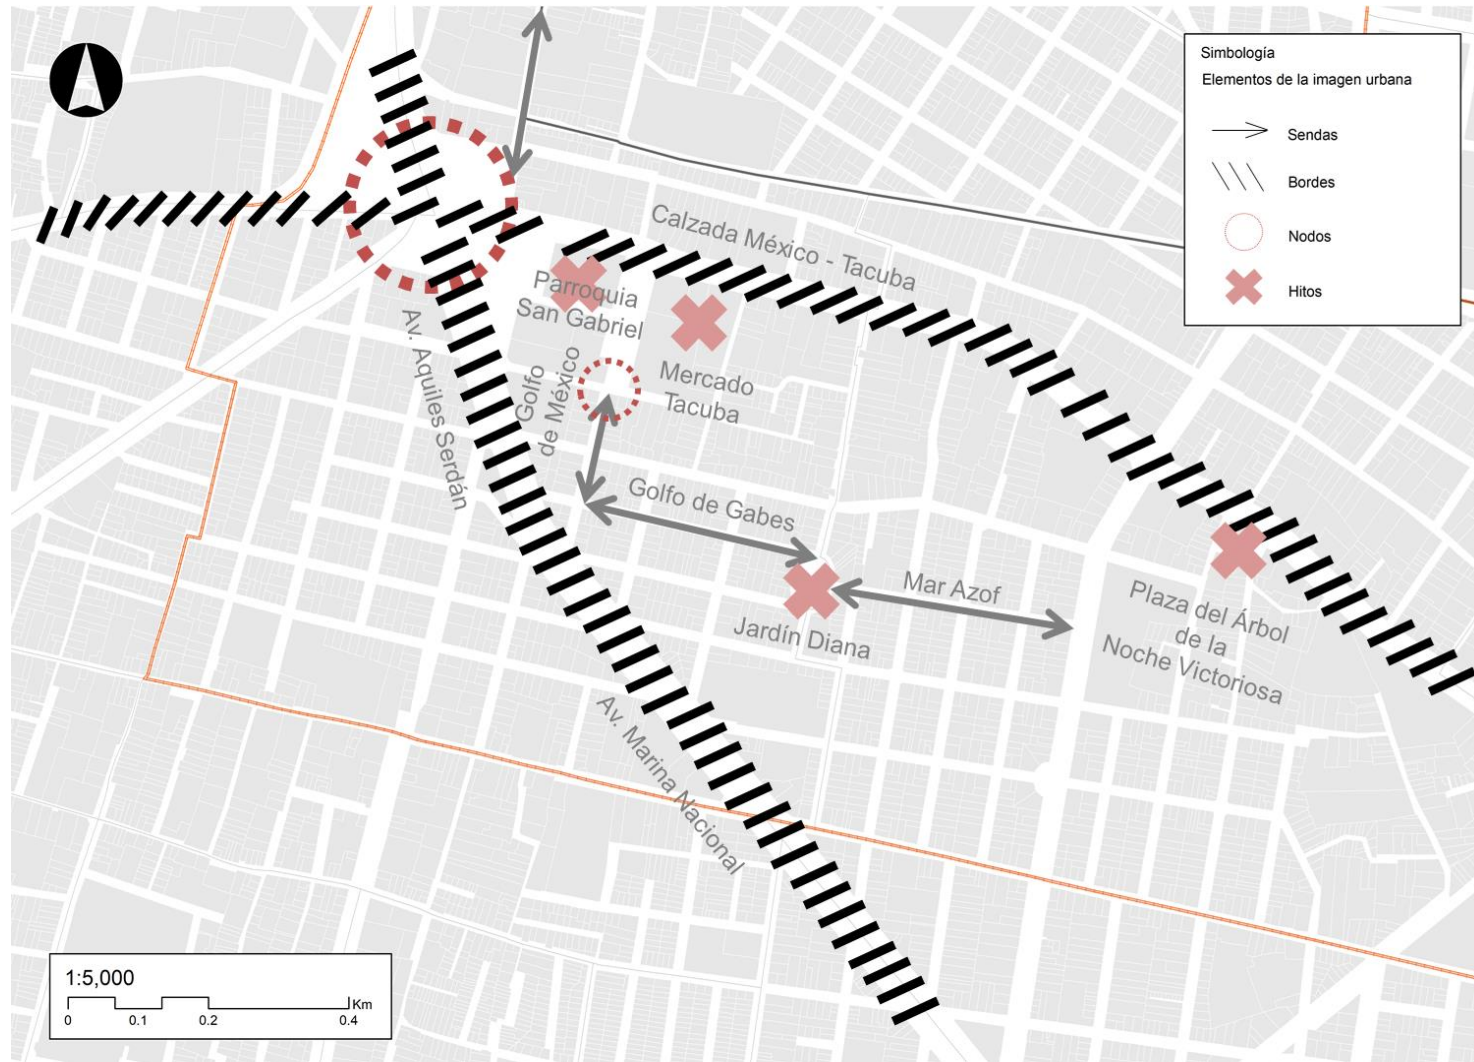 Simbología
Elementos de la imagen urbana
Sendas
Bordes
Nodos
Hitos
Calzada México - Tacuba
Parroquia
San Gabriel
Mercado
Tacuba
Golfo
de México
Av. Aquiles Serdán
Golfo de Gabes
Mar Azof
Jardín Diana
Plaza del Árbol
de la
Noche Victoriosa
Av. Marina Nacional
1:5,000
Km
0 0.1 0.2 0.4